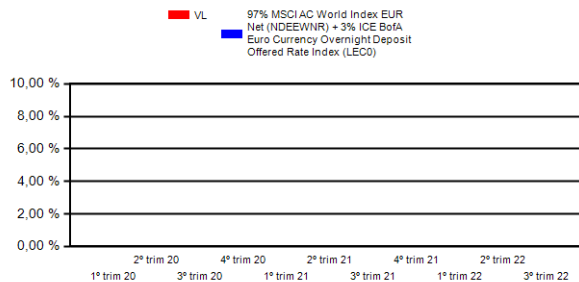 VL
97% MSCI AC World Index EUR
Net (NDEEWNR) + 3% ICE BofA
Euro Currency Overnight Deposit
Offered Rate Index (LEC0)
10,00 %
8,00 %
6,00 %
4,00 %
2,00 %
0,00 %
2º trim 20
4º trim 20
2º trim 21
4º trim 21
2º trim 22
1º trim 20
3º trim 20
1º trim 21
3º trim 21
1º trim 22
3º trim 22